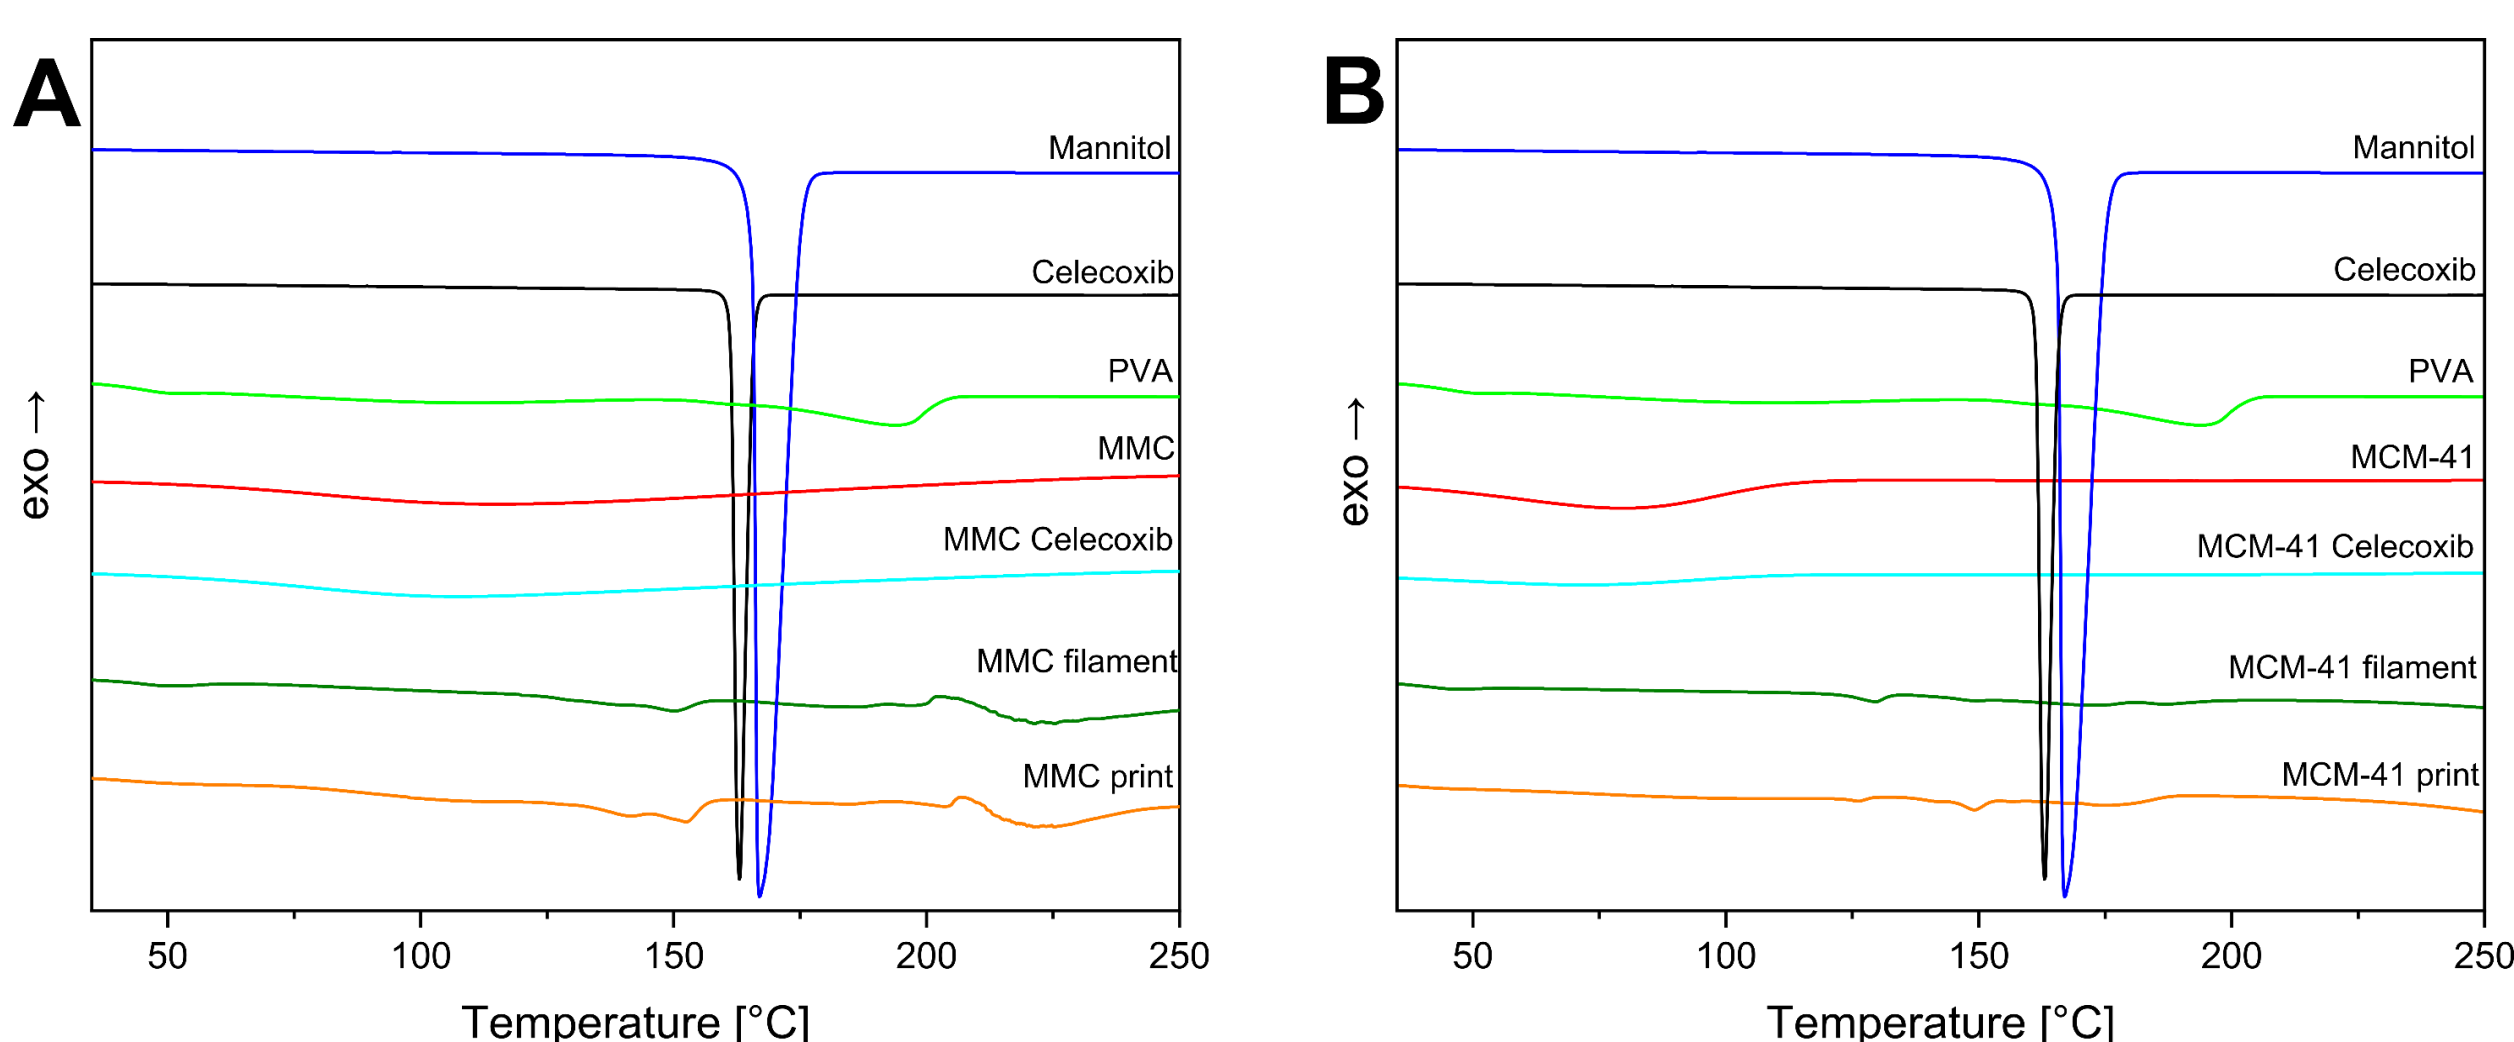 A
Mannitol
Celecoxib
PVA
MMC
MMC Celecoxib
MMC filament
MMC print
exo →
50 100 150 200 250
Temperature [°C]
B
Mannitol
Celecoxib
PVA
MCM-41
MCM-41 Celecoxib
MCM-41 filament
MCM-41 print
exo →
50 100 150 200 250
Temperature [°C]